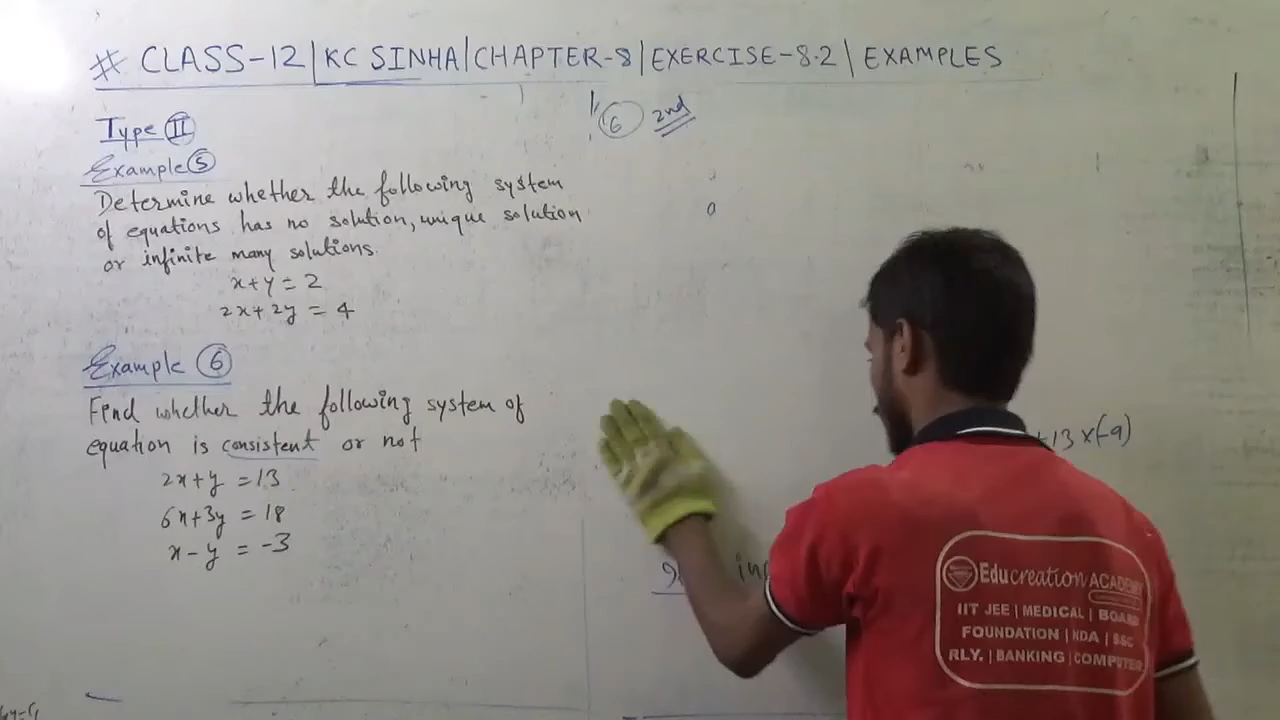 # CLASS-12 | KC SINHA | CHAPTER-8 | EXERCISE-8.2 | EXAMPLES
Type II
Example 5
Determine whether the following system
of equations has no solution, unique solution
or infinite many solutions.
x+y = 2
2x+2y = 4
Example 6
Find whether the following system of
equation is consistent or not
2x+y = 13
6x+3y = 18
x-y = -3
6 2nd
+13x(-9)
Educreation ACADEMY
IIT JEE | MEDICAL | BOARD
FOUNDATION | NDA | SSC
RLY. | BANKING | COMPUTER